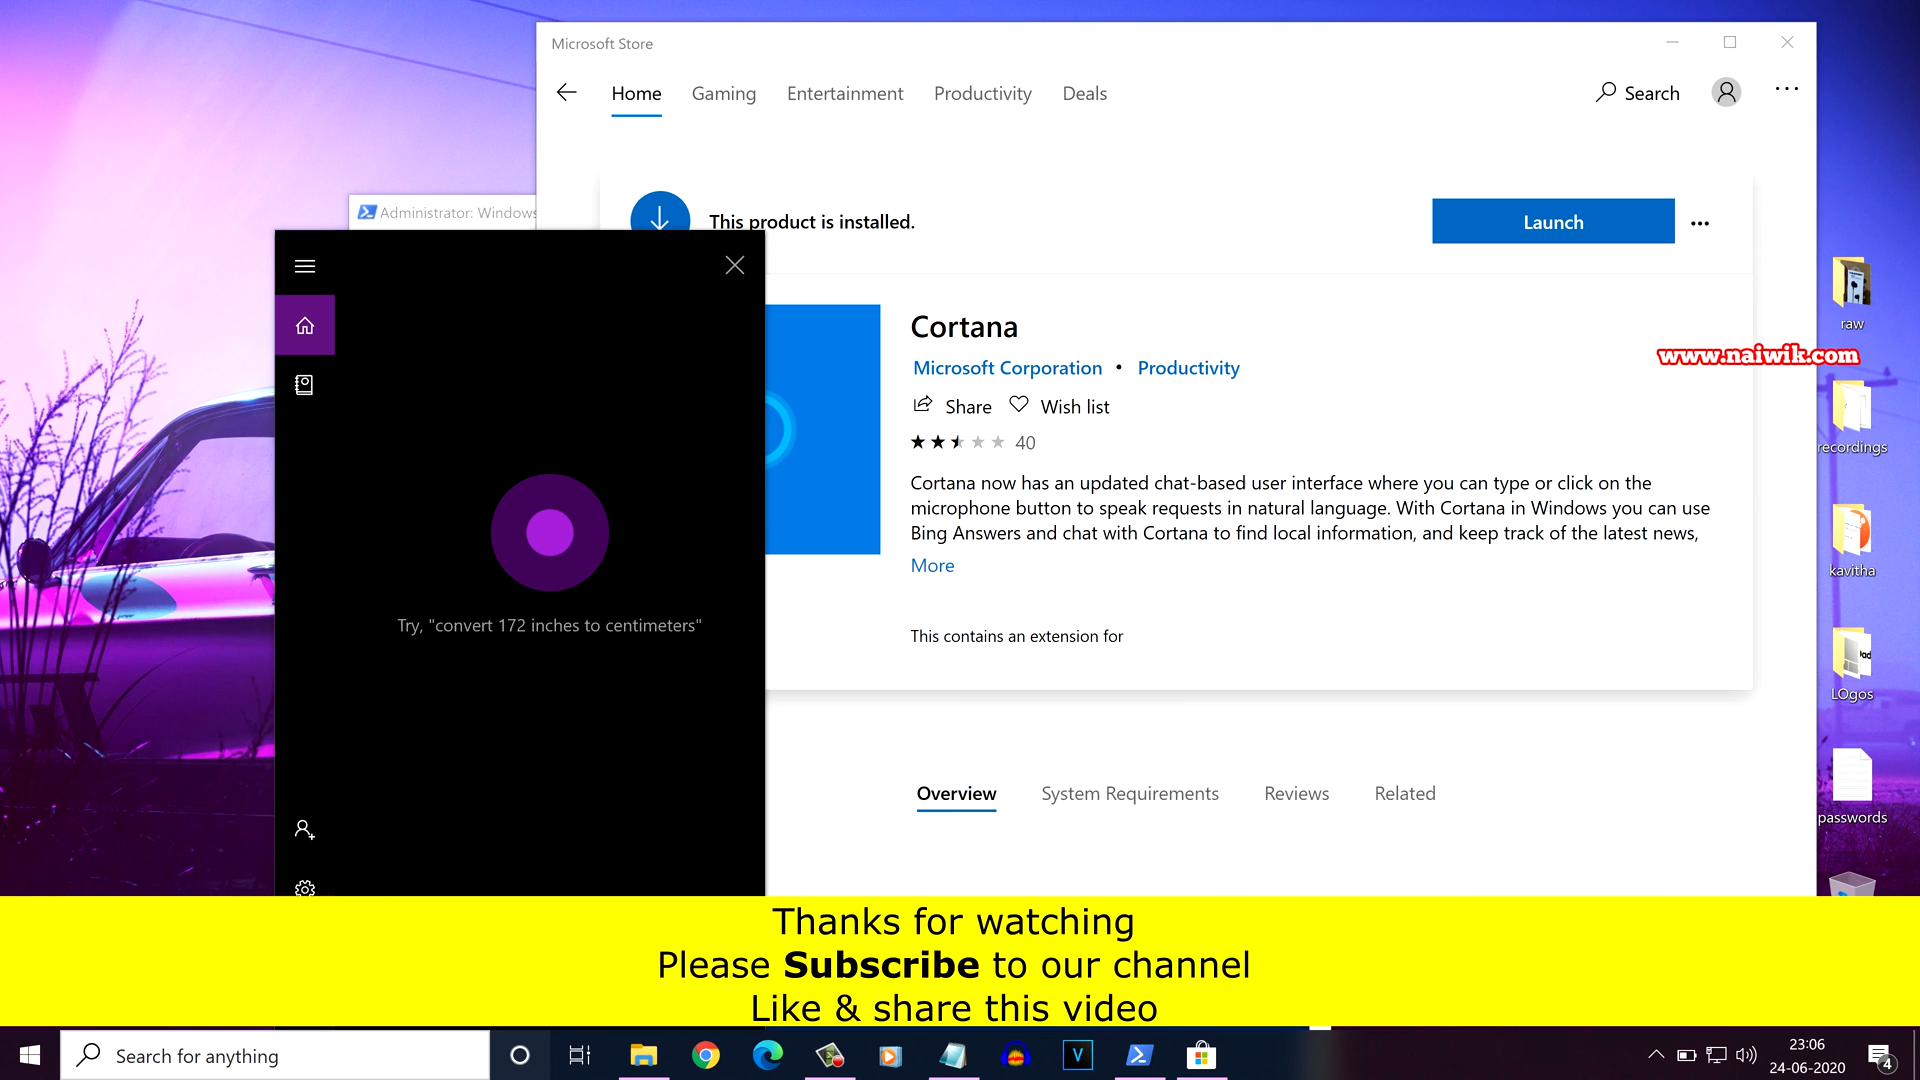 Microsoft Store
Home Gaming Entertainment Productivity Deals
Search
Administrator: Windows
This product is installed.
Launch
Cortana
Microsoft Corporation • Productivity
Share Wish list
40
Cortana now has an updated chat-based user interface where you can type or click on the
microphone button to speak requests in natural language. With Cortana in Windows you can use
Bing Answers and chat with Cortana to find local information, and keep track of the latest news,
More
This contains an extension for
Try, "convert 172 inches to centimeters"
Overview System Requirements Reviews Related
raw
www.naiwik.com
recordings
kavitha
LOgos
passwords
Thanks for watching
Please Subscribe to our channel
Like & share this video
Search for anything
V
23:06
24-06-2020
4